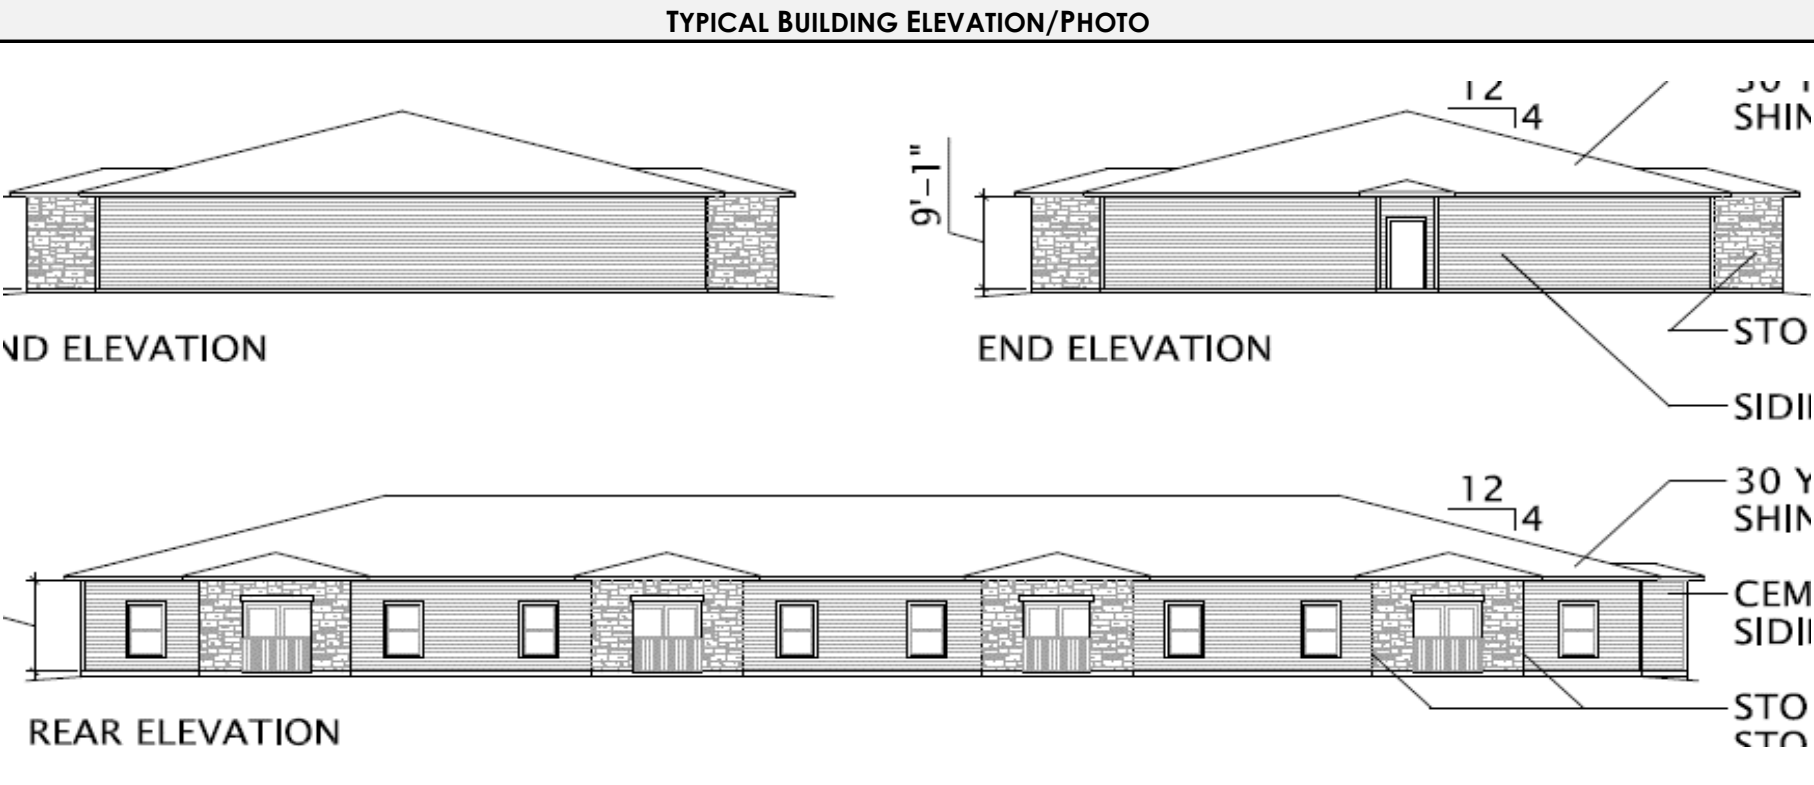 TYPICAL BUILDING ELEVATION/PHOTO
12
4
SHIN
9'-1"
ND ELEVATION
END ELEVATION
STO
SIDI
12
4
30 Y
SHIN
CEM
SIDI
STO
REAR ELEVATION